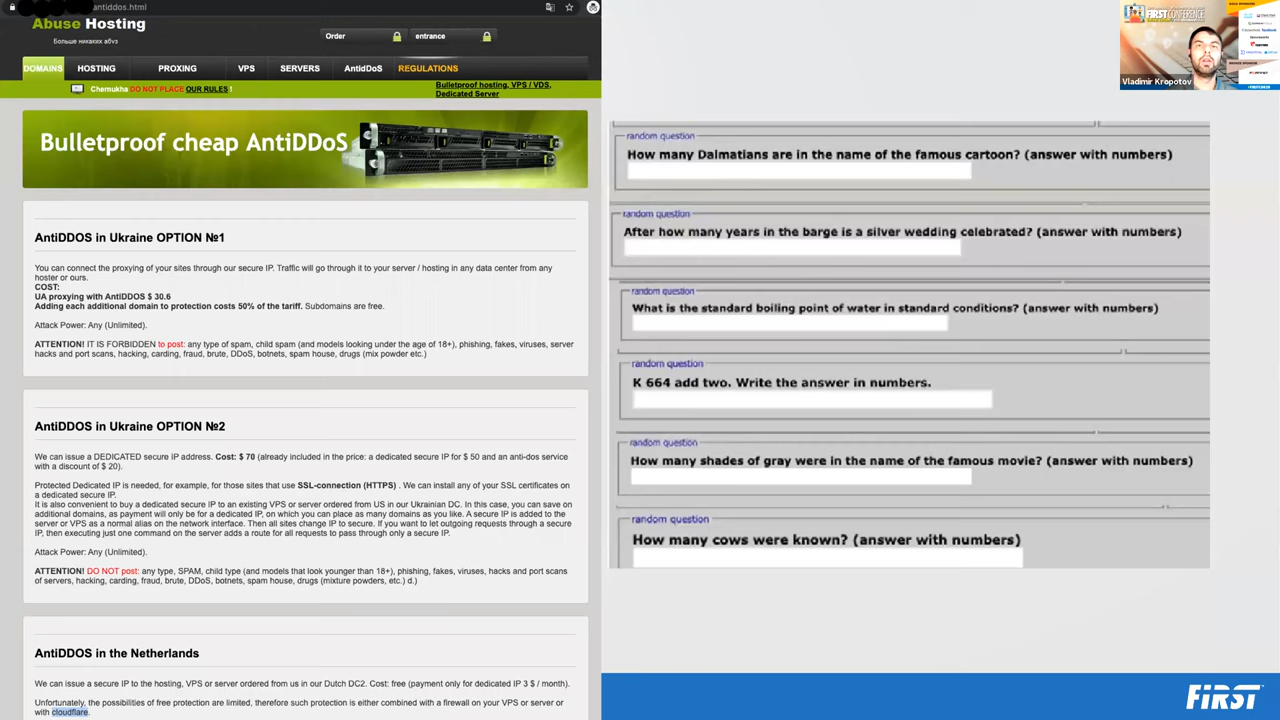 antiddos.html
Abuse Hosting
Больше никаких абуз
Order
entrance
DOMAINS
HOSTING
PROXING
VPS
SERVERS
AntidoS
REGULATIONS
Chernukha DO NOT PLACE OUR RULES !
Bulletproof hosting, VPS / VDS,
Dedicated Server
Bulletproof cheap AntiDDoS
AntiDDOS in Ukraine OPTION №1
You can connect the proxying of your sites through our secure IP. Traffic will go through it to your server / hosting in any data center from any
hoster or ours.
COST:
UA proxying with AntiDDOS $ 30.6
Adding each additional domain to protection costs 50% of the tariff. Subdomains are free.
Attack Power: Any (Unlimited).
ATTENTION! IT IS FORBIDDEN to post: any type of spam, child spam (and models looking under the age of 18+), phishing, fakes, viruses, server
hacks and port scans, hacking, carding, fraud, brute, DDoS, botnets, spam house, drugs (mix powder etc.)
AntiDDOS in Ukraine OPTION №2
We can issue a DEDICATED secure IP address. Cost: $ 70 (already included in the price: a dedicated secure IP for $ 50 and an anti-dos service
with a discount of $ 20).
Protected Dedicated IP is needed, for example, for those sites that use SSL-connection (HTTPS) . We can install any of your SSL certificates on
a dedicated secure IP.
It is also convenient to buy a dedicated secure IP to an existing VPS or server ordered from US in our Ukrainian DC. In this case, you can save on
additional domains, as payment will only be for a dedicated IP, on which you can place as many domains as you like. A secure IP is added to the
server or VPS as a normal alias on the network interface. Then all sites change IP to secure. If you want to let outgoing requests through a secure
IP, then executing just one command on the server adds a route for all requests to pass through only a secure IP.
Attack Power: Any (Unlimited).
ATTENTION! DO NOT post: any type, SPAM, child type (and models that look younger than 18+), phishing, fakes, viruses, hacks and port scans
of servers, hacking, carding, fraud, brute, DDoS, botnets, spam house, drugs (mixture powders, etc.) d.)
AntiDDOS in the Netherlands
We can issue a secure IP to the hosting, VPS or server ordered from us in our Dutch DC2. Cost: free (payment only for dedicated IP 3 $ / month).
Unfortunately, the possibilities of free protection are limited, therefore such protection is either combined with a firewall on your VPS or server or
with cloudflare.
FIRST CONFERENCE
Vladimir Kropotov
random question
How many Dalmatians are in the name of the famous cartoon? (answer with numbers)
random question
After how many years in the barge is a silver wedding celebrated? (answer with numbers)
random question
What is the standard boiling point of water in standard conditions? (answer with numbers)
random question
K 664 add two. Write the answer in numbers.
random question
How many shades of gray were in the name of the famous movie? (answer with numbers)
random question
How many cows were known? (answer with numbers)
FIRST